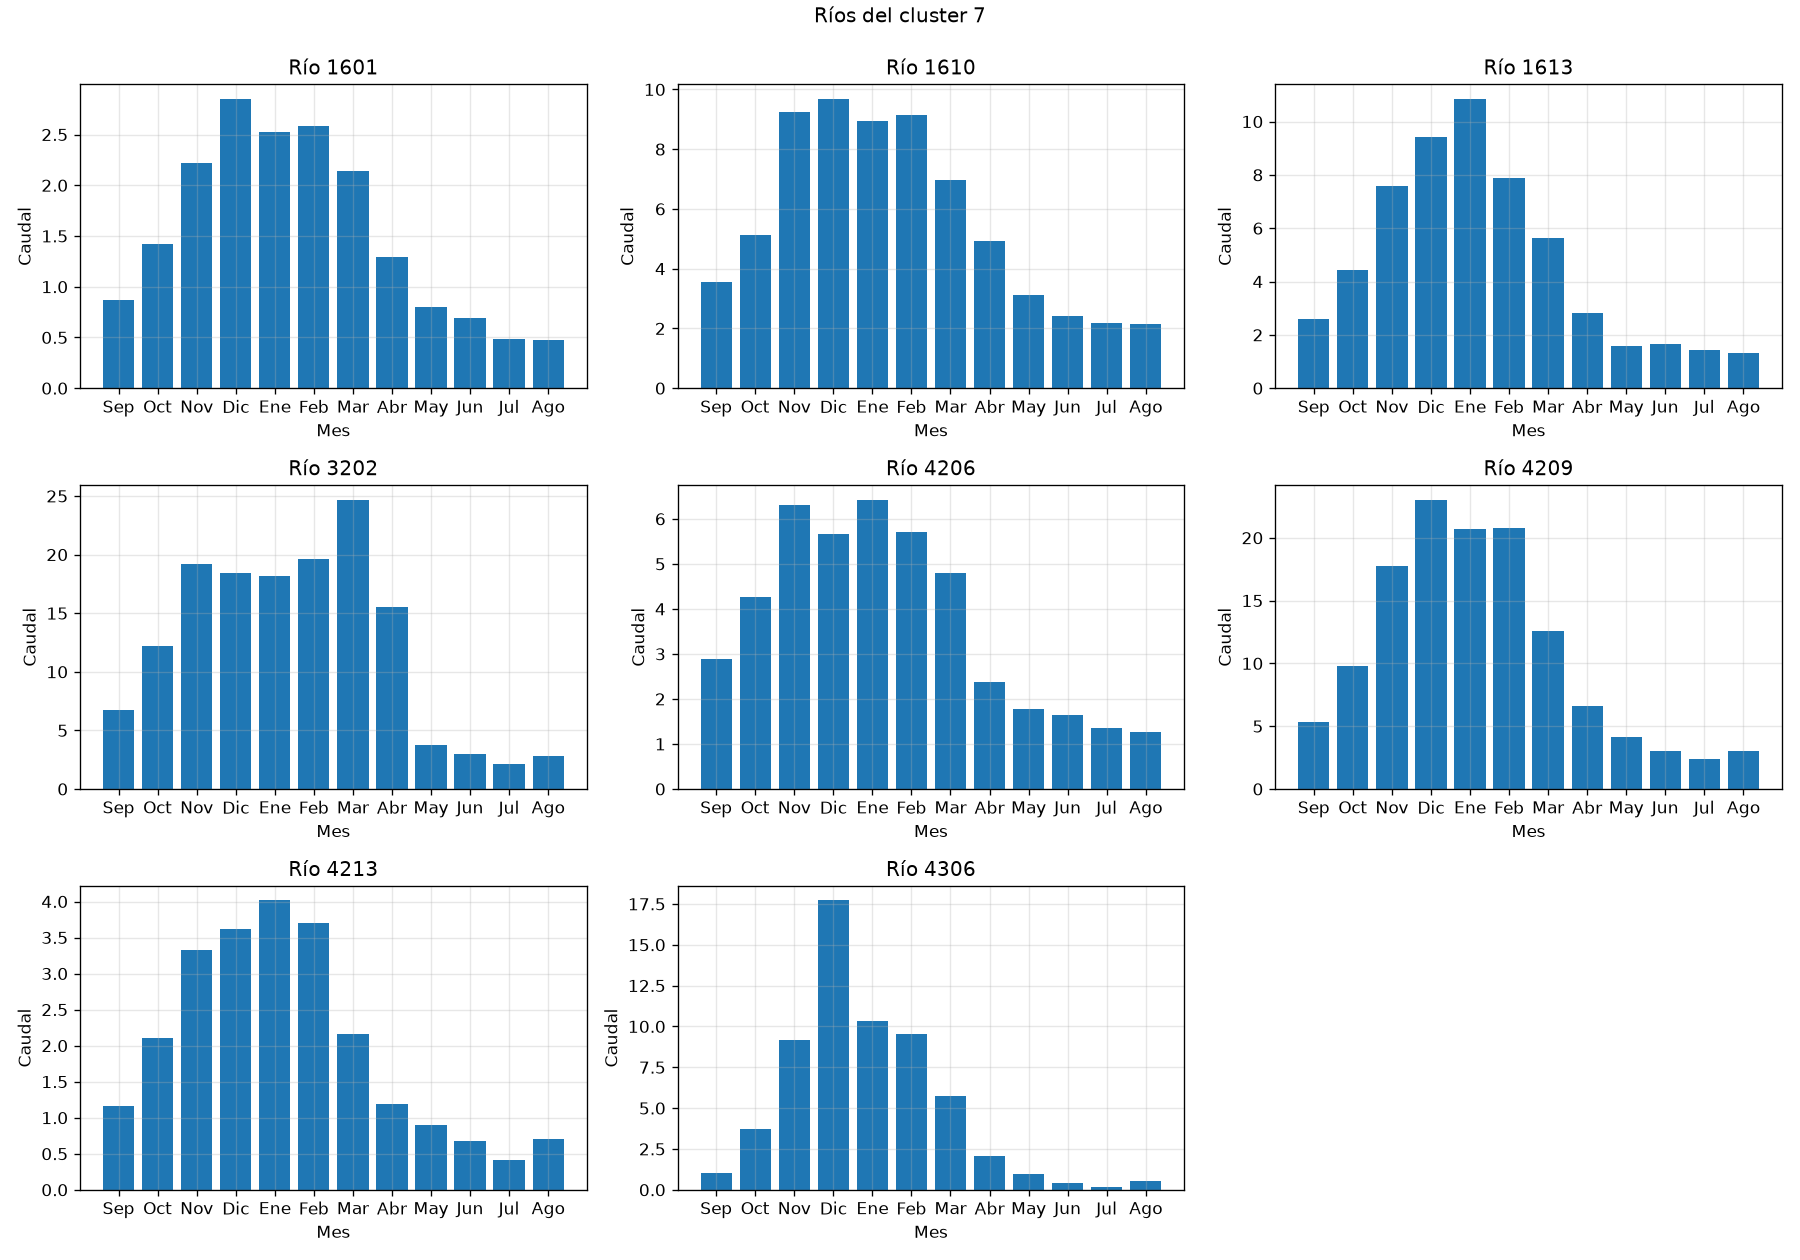 Ríos del cluster 7
Río 1601
Caudal
2.5
2.0
1.5
1.0
0.5
0.0
Sep Oct Nov Dic Ene Feb Mar Abr May Jun Jul Ago
Mes
Río 1610
Caudal
10
8
6
4
2
0
Sep Oct Nov Dic Ene Feb Mar Abr May Jun Jul Ago
Mes
Río 1613
Caudal
10
8
6
4
2
0
Sep Oct Nov Dic Ene Feb Mar Abr May Jun Jul Ago
Mes
Río 3202
Caudal
25
20
15
10
5
0
Sep Oct Nov Dic Ene Feb Mar Abr May Jun Jul Ago
Mes
Río 4206
Caudal
6
5
4
3
2
1
0
Sep Oct Nov Dic Ene Feb Mar Abr May Jun Jul Ago
Mes
Río 4209
Caudal
20
15
10
5
0
Sep Oct Nov Dic Ene Feb Mar Abr May Jun Jul Ago
Mes
Río 4213
Caudal
4.0
3.5
3.0
2.5
2.0
1.5
1.0
0.5
0.0
Sep Oct Nov Dic Ene Feb Mar Abr May Jun Jul Ago
Mes
Río 4306
Caudal
17.5
15.0
12.5
10.0
7.5
5.0
2.5
0.0
Sep Oct Nov Dic Ene Feb Mar Abr May Jun Jul Ago
Mes